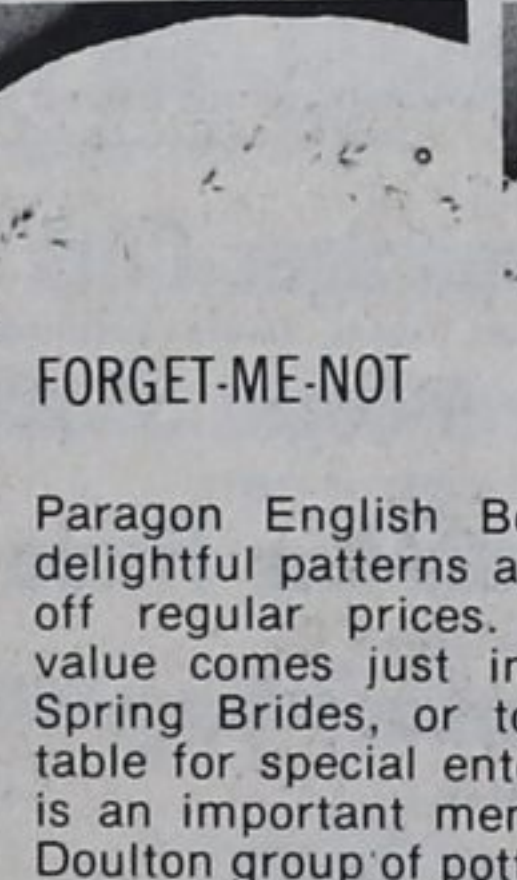 FORGET-ME-NOT
Paragon English
delightful patterns
off regular prices.
value comes just
Spring Brides, or
table for special
is an important
Doulton group of